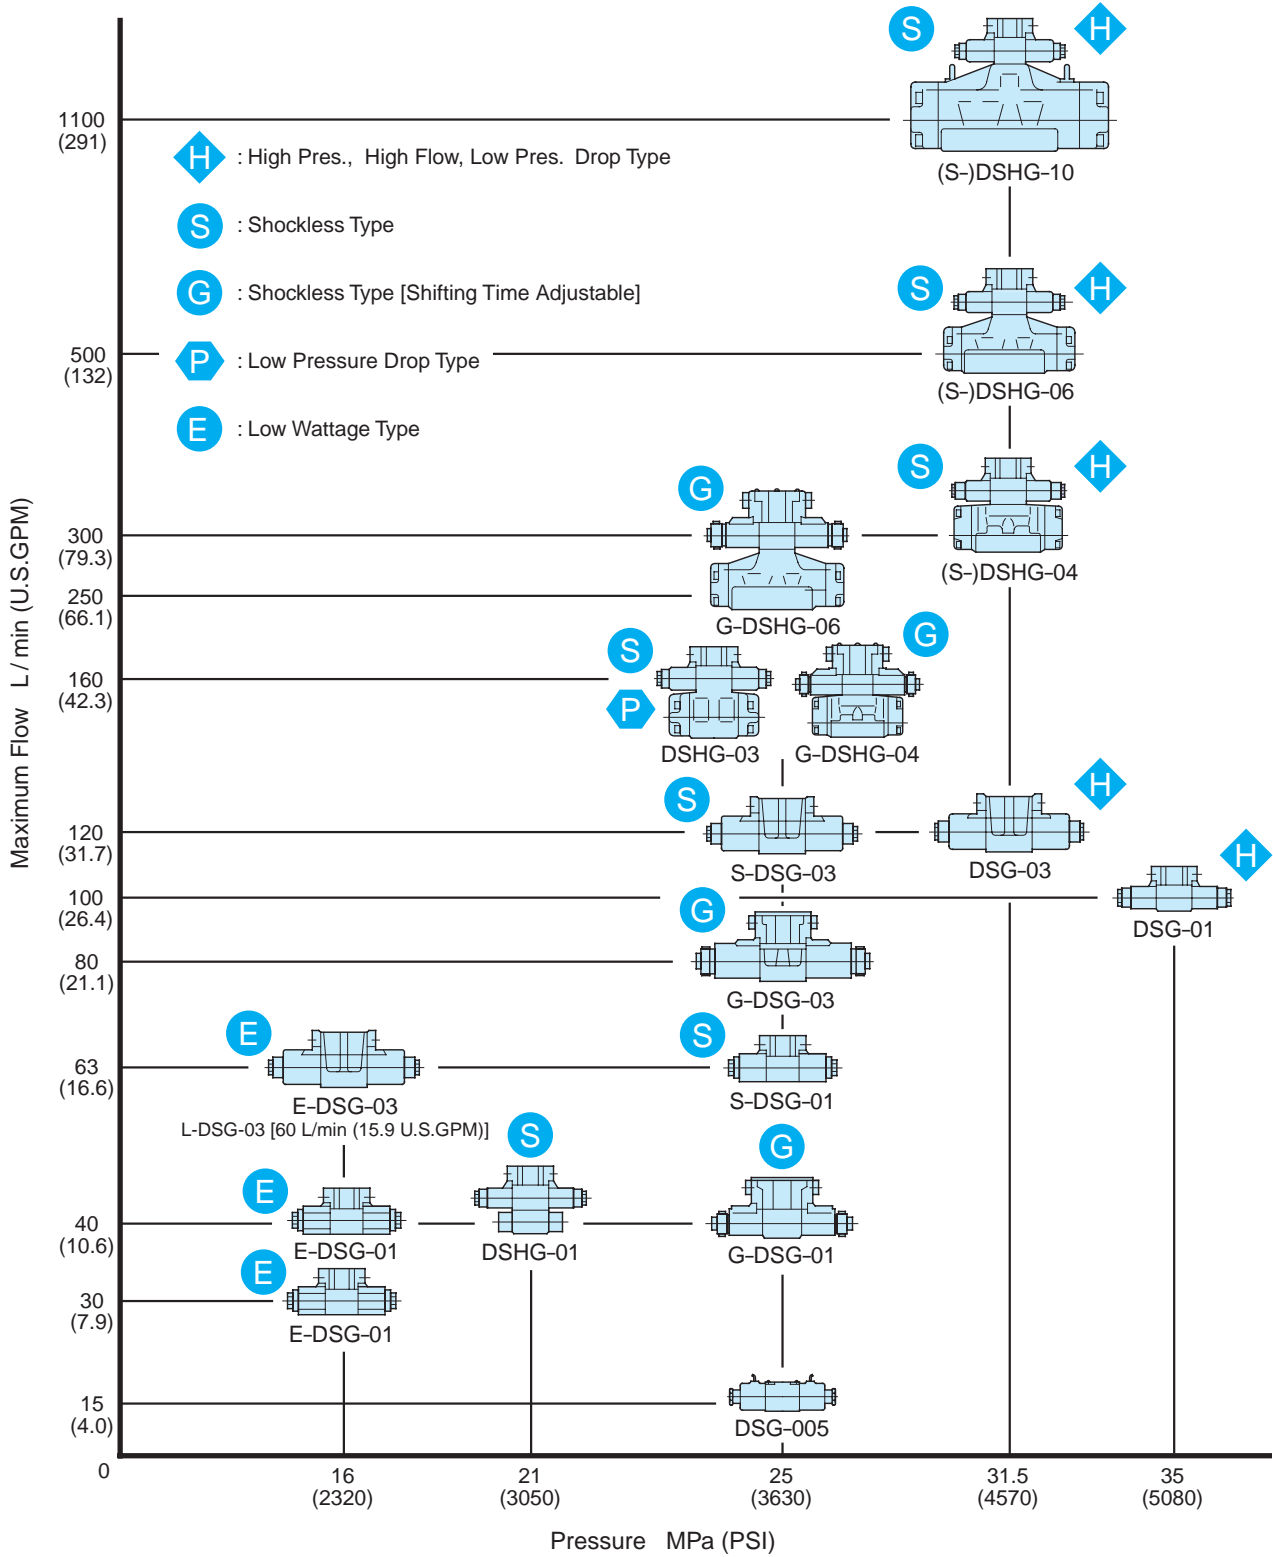 S
H
(S-)DSHG-10
1100
(291)
H : High Pres., High Flow, Low Pres. Drop Type
S : Shockless Type
G : Shockless Type [Shifting Time Adjustable]
P : Low Pressure Drop Type
E : Low Wattage Type
S
H
(S-)DSHG-06
500
(132)
S
H
(S-)DSHG-04
G
G-DSHG-06
300
(79.3)
250
(66.1)
S
P
DSHG-03
G
G-DSHG-04
160
(42.3)
S
S-DSG-03
H
DSG-03
120
(31.7)
H
DSG-01
100
(26.4)
G
G-DSG-03
80
(21.1)
E
E-DSG-03
L-DSG-03 [60 L/min (15.9 U.S.GPM)]
S
S-DSG-01
63
(16.6)
E
E-DSG-01
S
DSHG-01
G
G-DSG-01
40
(10.6)
E
E-DSG-01
30
(7.9)
DSG-005
15
(4.0)
0
16
(2320)
21
(3050)
25
(3630)
31.5
(4570)
35
(5080)
Pressure MPa (PSI)
Maximum Flow L / min (U.S.GPM)